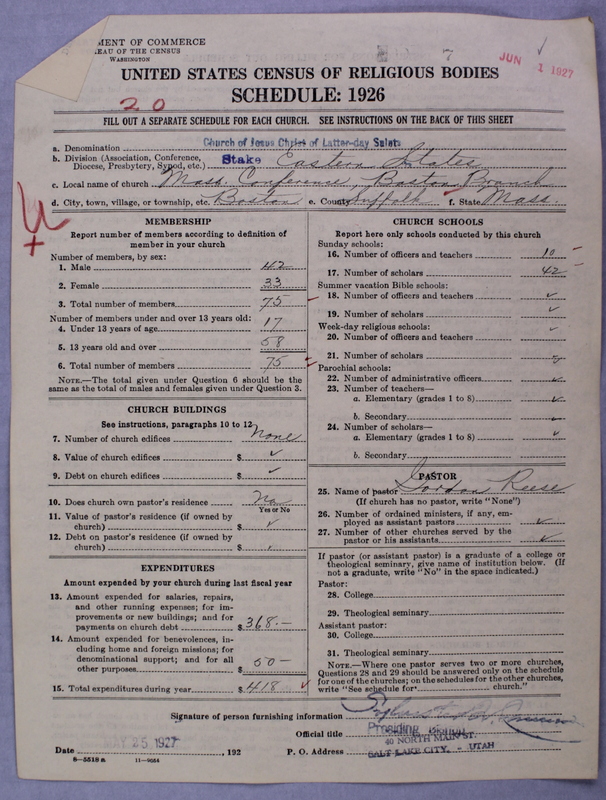 MENT OF COMMERCE
EAU OF THE CENSUS
WASHINGTON
7
JUN 1 1927
UNITED STATES CENSUS OF RELIGIOUS BODIES
SCHEDULE: 1926
20
FILL OUT A SEPARATE SCHEDULE FOR EACH CHURCH. SEE INSTRUCTIONS ON THE BACK OF THIS SHEET
a. Denomination Church of Jesus Christ of Latter-day Saints
b. Division (Association, Conference, Diocese, Presbytery, Synod, etc.) Stake Eastern States
c. Local name of church Mass. Conference, Boston Branch
d. City, town, village, or township, etc. Boston e. County Suffolk f. State Mass.
MEMBERSHIP
Report number of members according to definition of member in your church
Number of members, by sex:
1. Male 42
2. Female 33
3. Total number of members 75
Number of members under and over 13 years old:
4. Under 13 years of age 17
5. 13 years old and over 58
6. Total number of members 75
NOTE.—The total given under Question 6 should be the same as the total of males and females given under Question 3.
CHURCH BUILDINGS
See instructions, paragraphs 10 to 12
7. Number of church edifices None
8. Value of church edifices $ ✓
9. Debt on church edifices $ ✓
10. Does church own pastor's residence No
Yes or No
11. Value of pastor's residence (if owned by church) $ ✓
12. Debt on pastor's residence (if owned by church) $
EXPENDITURES
Amount expended by your church during last fiscal year
13. Amount expended for salaries, repairs, and other running expenses; for improvements or new buildings; and for payments on church debt $ 368.—
14. Amount expended for benevolences, including home and foreign missions; for denominational support; and for all other purposes $ 50—
15. Total expenditures during year $ 418
CHURCH SCHOOLS
Report here only schools conducted by this church
Sunday schools:
16. Number of officers and teachers 10
17. Number of scholars 42
Summer vacation Bible schools:
18. Number of officers and teachers ✓
19. Number of scholars ✓
Week-day religious schools:
20. Number of officers and teachers ✓
21. Number of scholars ✓
Parochial schools:
22. Number of administrative officers ✓
23. Number of teachers—
a. Elementary (grades 1 to 8) ✓
b. Secondary ✓
24. Number of scholars—
a. Elementary (grades 1 to 8) ✓
b. Secondary ✓
PASTOR
25. Name of pastor Gordon Reese
(If church has no pastor, write "None")
26. Number of ordained ministers, if any, employed as assistant pastors ✓
27. Number of other churches served by the pastor or his assistants ✓
If pastor (or assistant pastor) is a graduate of a college or theological seminary, give name of institution below. (If not a graduate, write "No" in the space indicated.)
Pastor:
28. College
29. Theological seminary
Assistant pastor:
30. College
31. Theological seminary
NOTE.—Where one pastor serves two or more churches, Questions 28 and 29 should be answered only on the schedule for one of the churches; on the schedules for the other churches, write "See schedule for church."
Signature of person furnishing information
Official title Presiding Bishop
40 NORTH MAIN ST.
Date MAY 25 1927, 192 P. O. Address SALT LAKE CITY, - UTAH
8—5518 a 11—9054